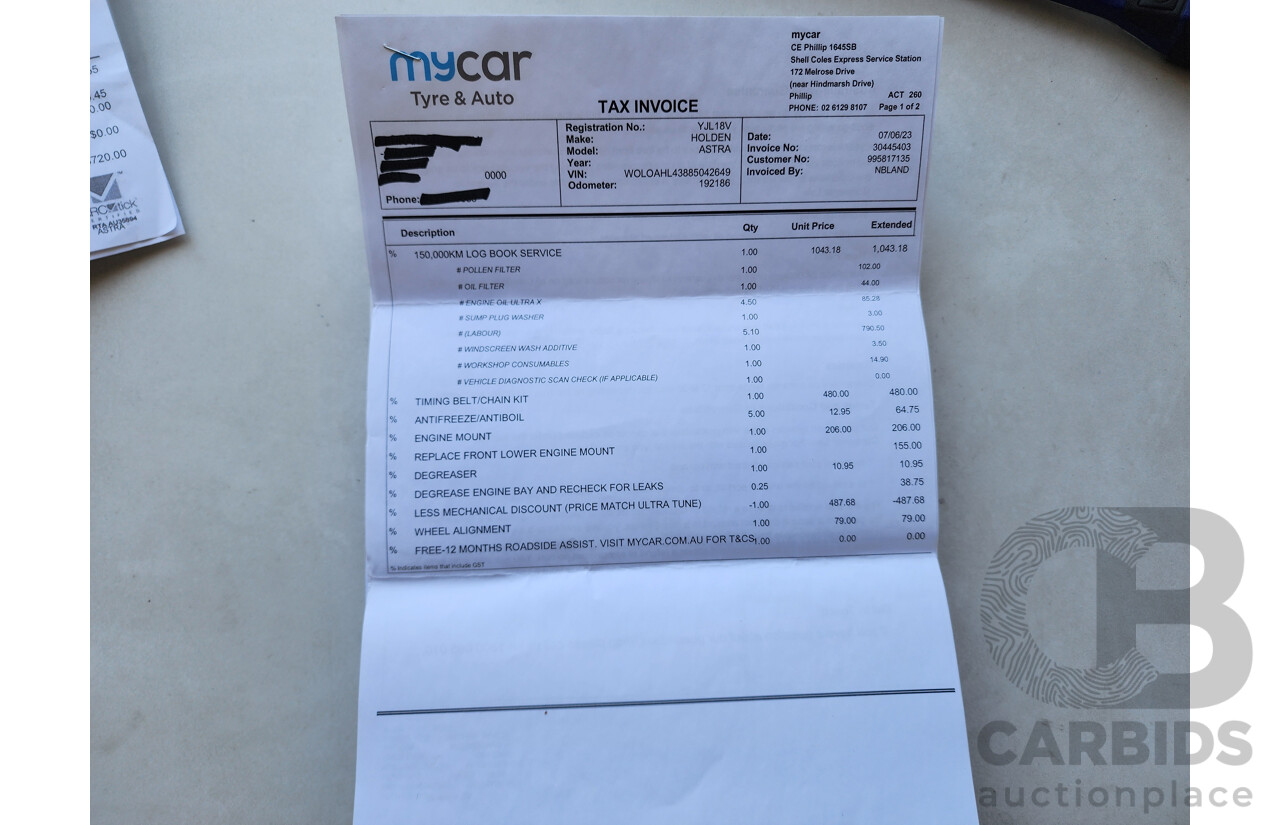 mycar
Tyre & Auto
TAX INVOICE
mycar
CE Phillip 1645SB
Shell Coles Express Service Station
172 Melrose Drive
(near Hindmarsh Drive)
Phillip ACT 260
PHONE: 02 6129 8107 Page 1 of 2
0000
Phone:
Registration No.: YJL18V
Make: HOLDEN
Model: ASTRA
Year:
VIN: WOLOAHL43885042649
Odometer: 192186
Date: 07/06/23
Invoice No: 30445403
Customer No: 995817135
Invoiced By: NBLAND
Description Qty Unit Price Extended
% 150,000KM LOG BOOK SERVICE 1.00 1043.18 1,043.18
# POLLEN FILTER 1.00 102.00
# OIL FILTER 1.00 44.00
# ENGINE OIL ULTRA X 4.50 85.28
# SUMP PLUG WASHER 1.00 3.00
# (LABOUR) 5.10 790.50
# WINDSCREEN WASH ADDITIVE 1.00 3.50
# WORKSHOP CONSUMABLES 1.00 14.90
# VEHICLE DIAGNOSTIC SCAN CHECK (IF APPLICABLE) 1.00 0.00
% TIMING BELT/CHAIN KIT 1.00 480.00 480.00
% ANTIFREEZE/ANTIBOIL 5.00 12.95 64.75
% ENGINE MOUNT 1.00 206.00 206.00
% REPLACE FRONT LOWER ENGINE MOUNT 1.00 155.00
% DEGREASER 1.00 10.95 10.95
% DEGREASE ENGINE BAY AND RECHECK FOR LEAKS 0.25 38.75
% LESS MECHANICAL DISCOUNT (PRICE MATCH ULTRA TUNE) -1.00 487.68 -487.68
% WHEEL ALIGNMENT 1.00 79.00 79.00
% FREE-12 MONTHS ROADSIDE ASSIST. VISIT MYCAR.COM.AU FOR T&CS 1.00 0.00 0.00
% Indicates items that include GST
.45
0.00
$0.00
720.00
RTA AU35894
ASTRA
CARBIDS
auctionplace